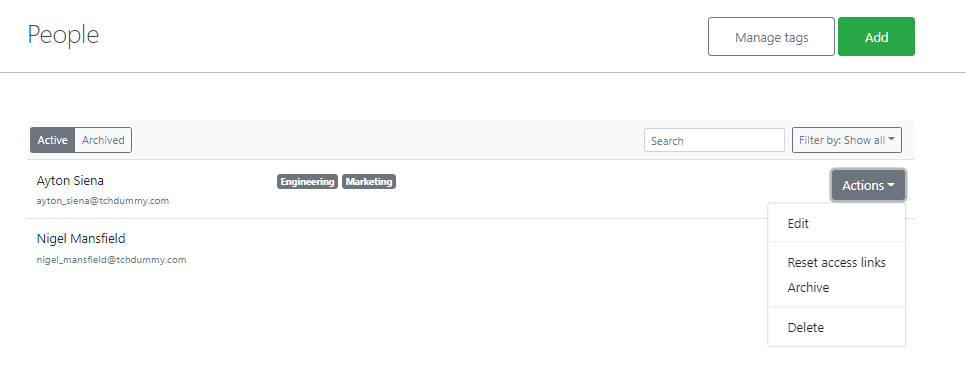 People
Manage tags
Add
Active Archived
Search
Filter by: Show all
Ayton Siena
Engineering Marketing
Actions
ayton_siena@tchdummy.com
Edit
Nigel Mansfield
nigel_mansfield@tchdummy.com
Reset access links
Archive
Delete